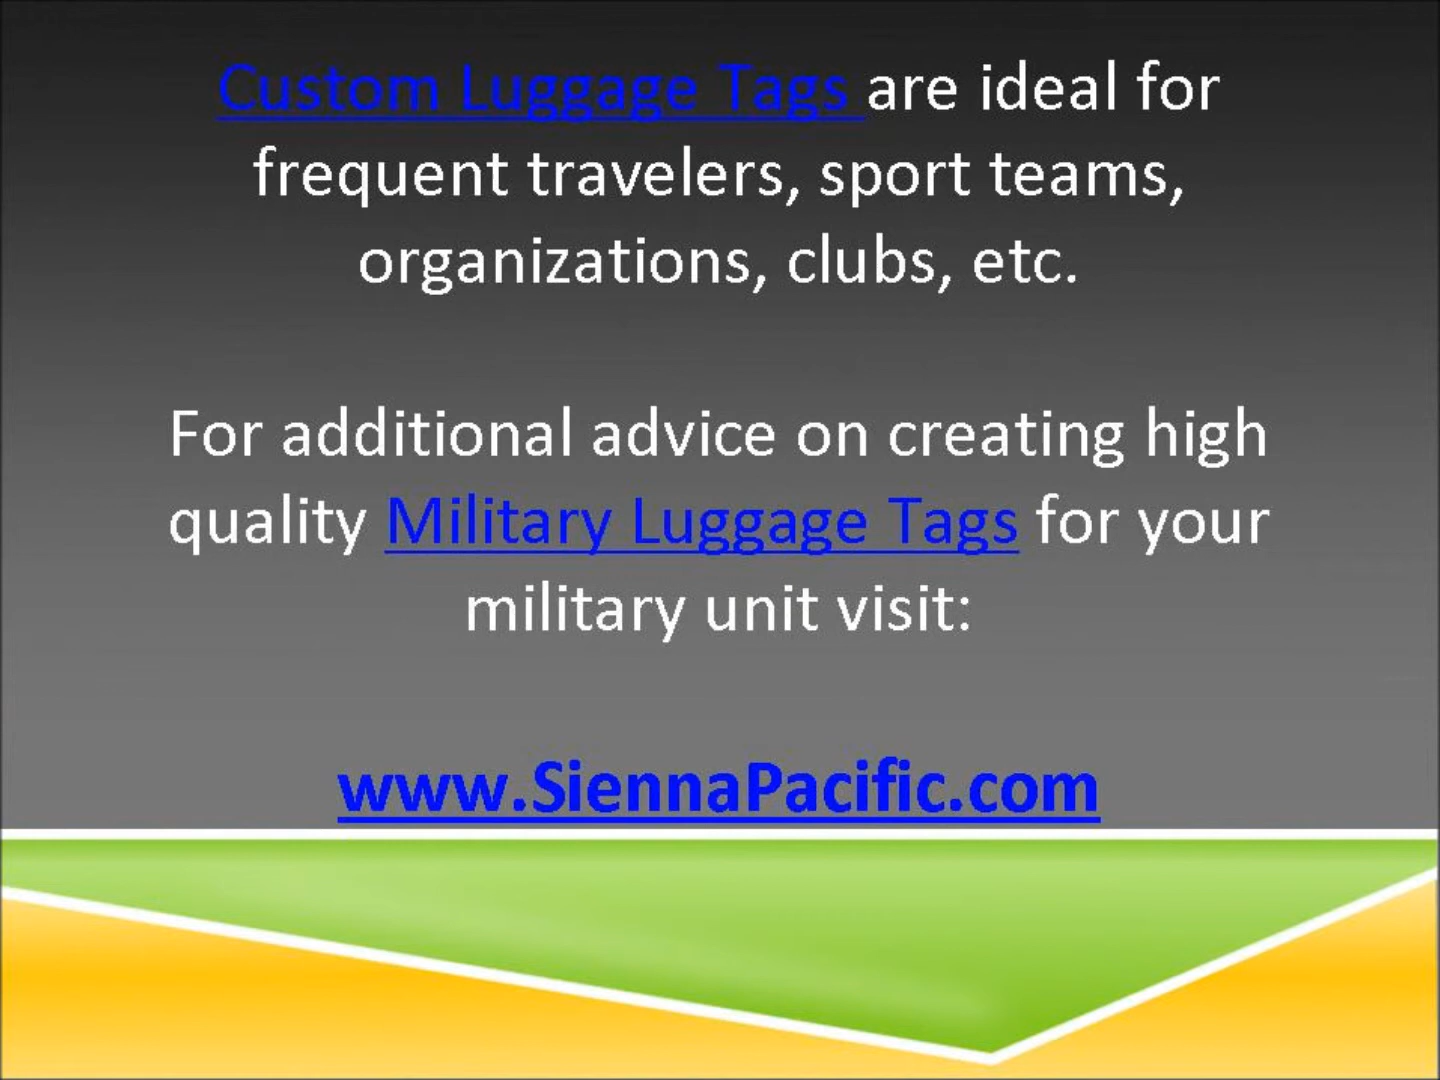 Custom Luggage Tags are ideal for
frequent travelers, sport teams,
organizations, clubs, etc.
For additional advice on creating high
quality Military Luggage Tags for your
military unit visit:
www.SiennaPacific.com